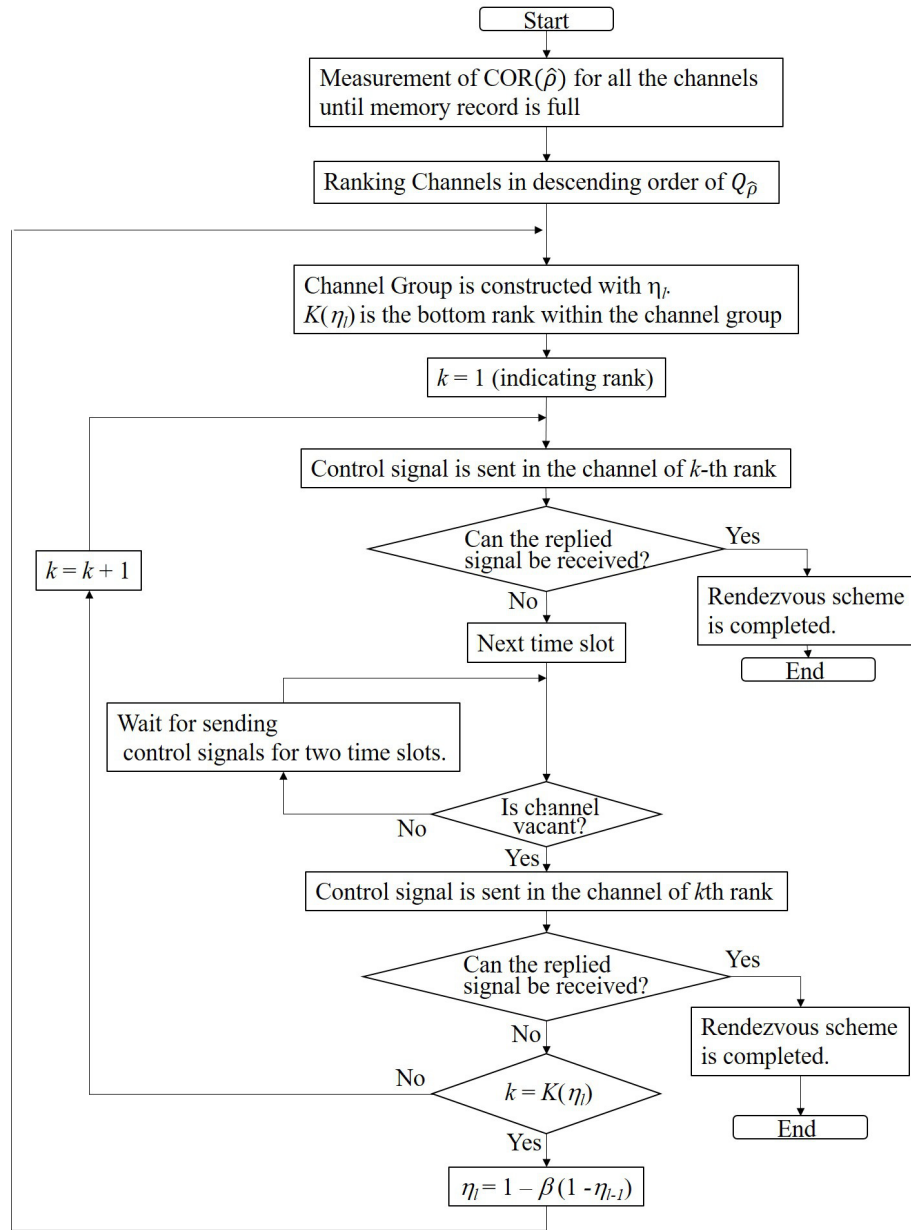 Start
Measurement of COR(ρ̂) for all the channels
until memory record is full
Ranking Channels in descending order of Q_ρ̂
Channel Group is constructed with η_l.
K(η_l) is the bottom rank within the channel group
k = 1 (indicating rank)
Control signal is sent in the channel of k-th rank
Can the replied
signal be received?
Yes
No
k = k + 1
Rendezvous scheme
is completed.
End
Next time slot
Wait for sending
control signals for two time slots.
Is channel
vacant?
No
Yes
Control signal is sent in the channel of kth rank
Can the replied
signal be received?
Yes
No
Rendezvous scheme
is completed.
End
k = K(η_l)
No
Yes
η_l = 1 – β (1 - η_{l-1})